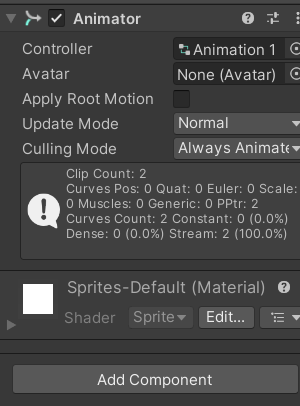 Animator
Controller Animation 1
Avatar None (Avatar)
Apply Root Motion
Update Mode Normal
Culling Mode Always Animate
Clip Count: 2
Curves Pos: 0 Quat: 0 Euler: 0 Scale:
0 Muscles: 0 Generic: 0 PPtr: 2
Curves Count: 2 Constant: 0 (0.0%)
Dense: 0 (0.0%) Stream: 2 (100.0%)
Sprites-Default (Material)
Shader Sprite Edit...
Add Component